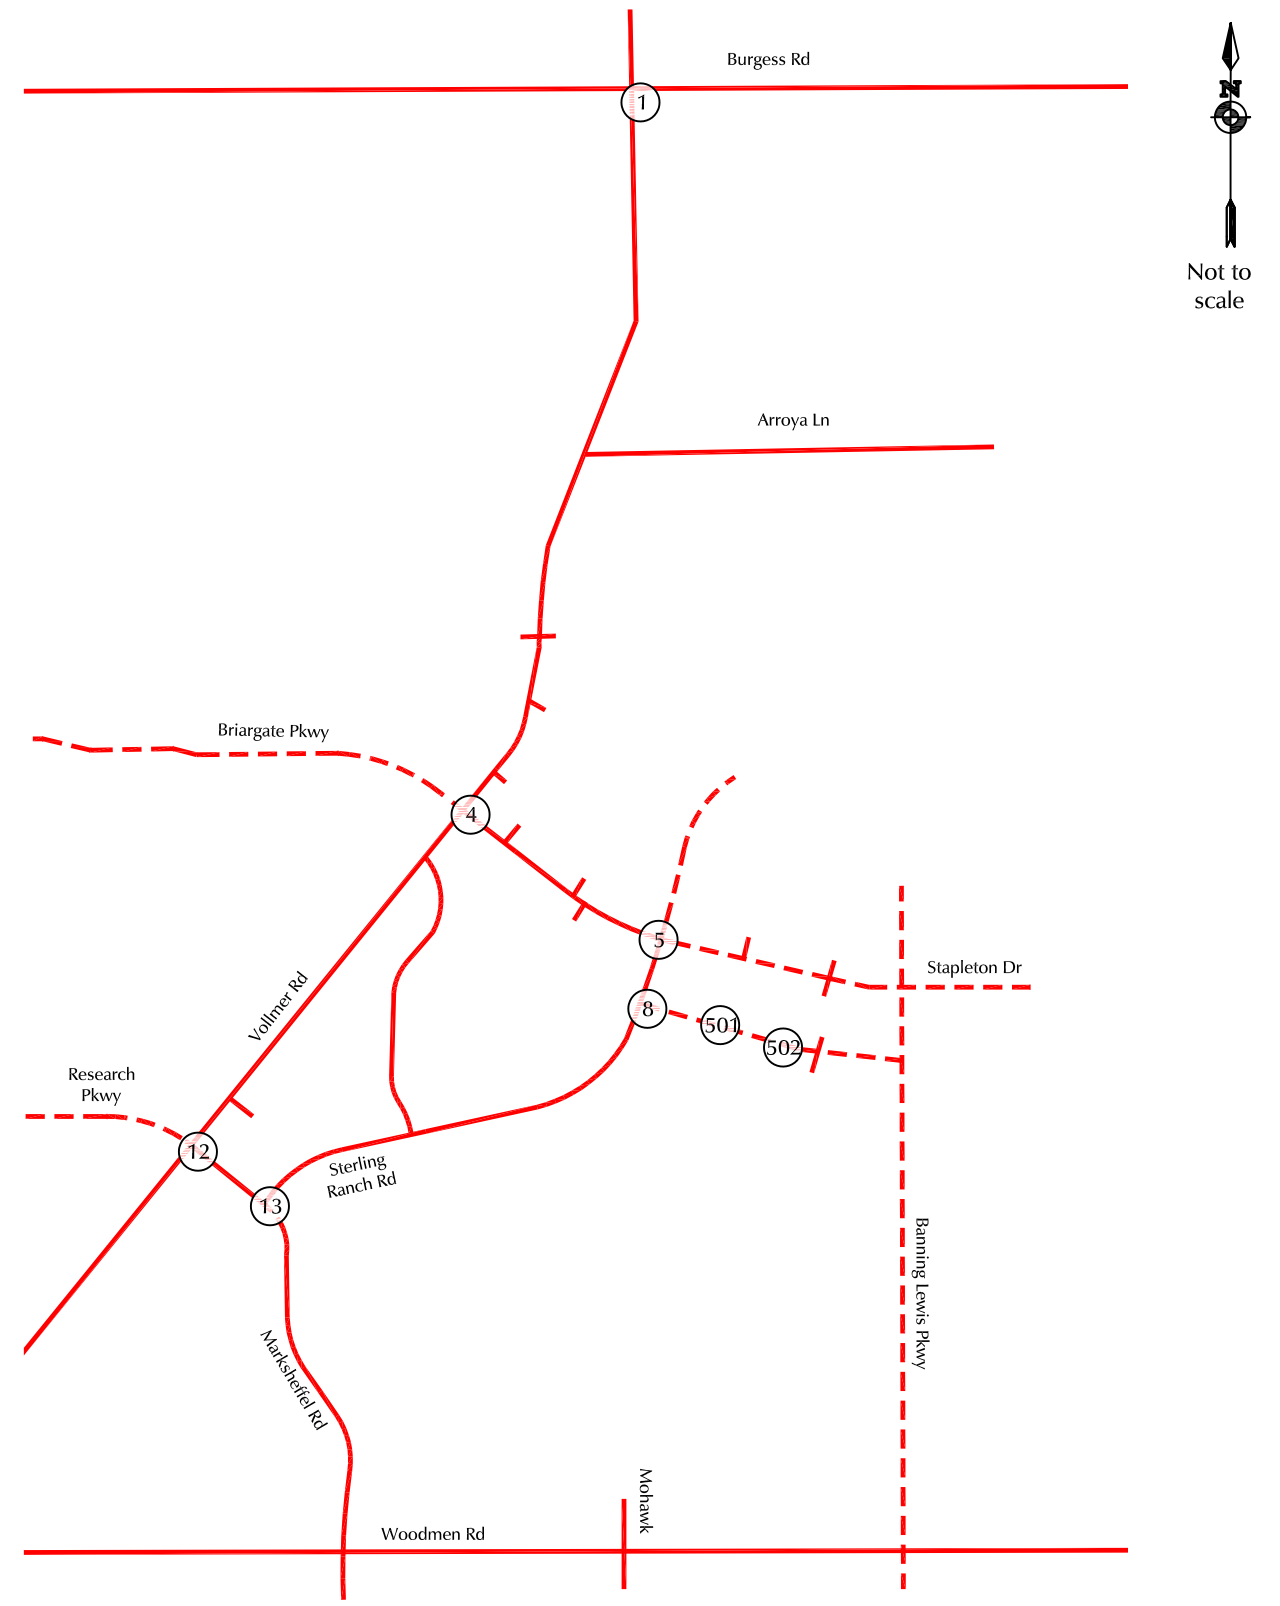 Burgess Rd
N
1
Not to
scale
Arroya Ln
Briargate Pkwy
4
5
Stapleton Dr
Vollmer Rd
8
501
502
Research
Pkwy
12
Sterling
Ranch Rd
13
Banning Lewis Pkwy
Marksheffel Rd
Mohawk
Woodmen Rd